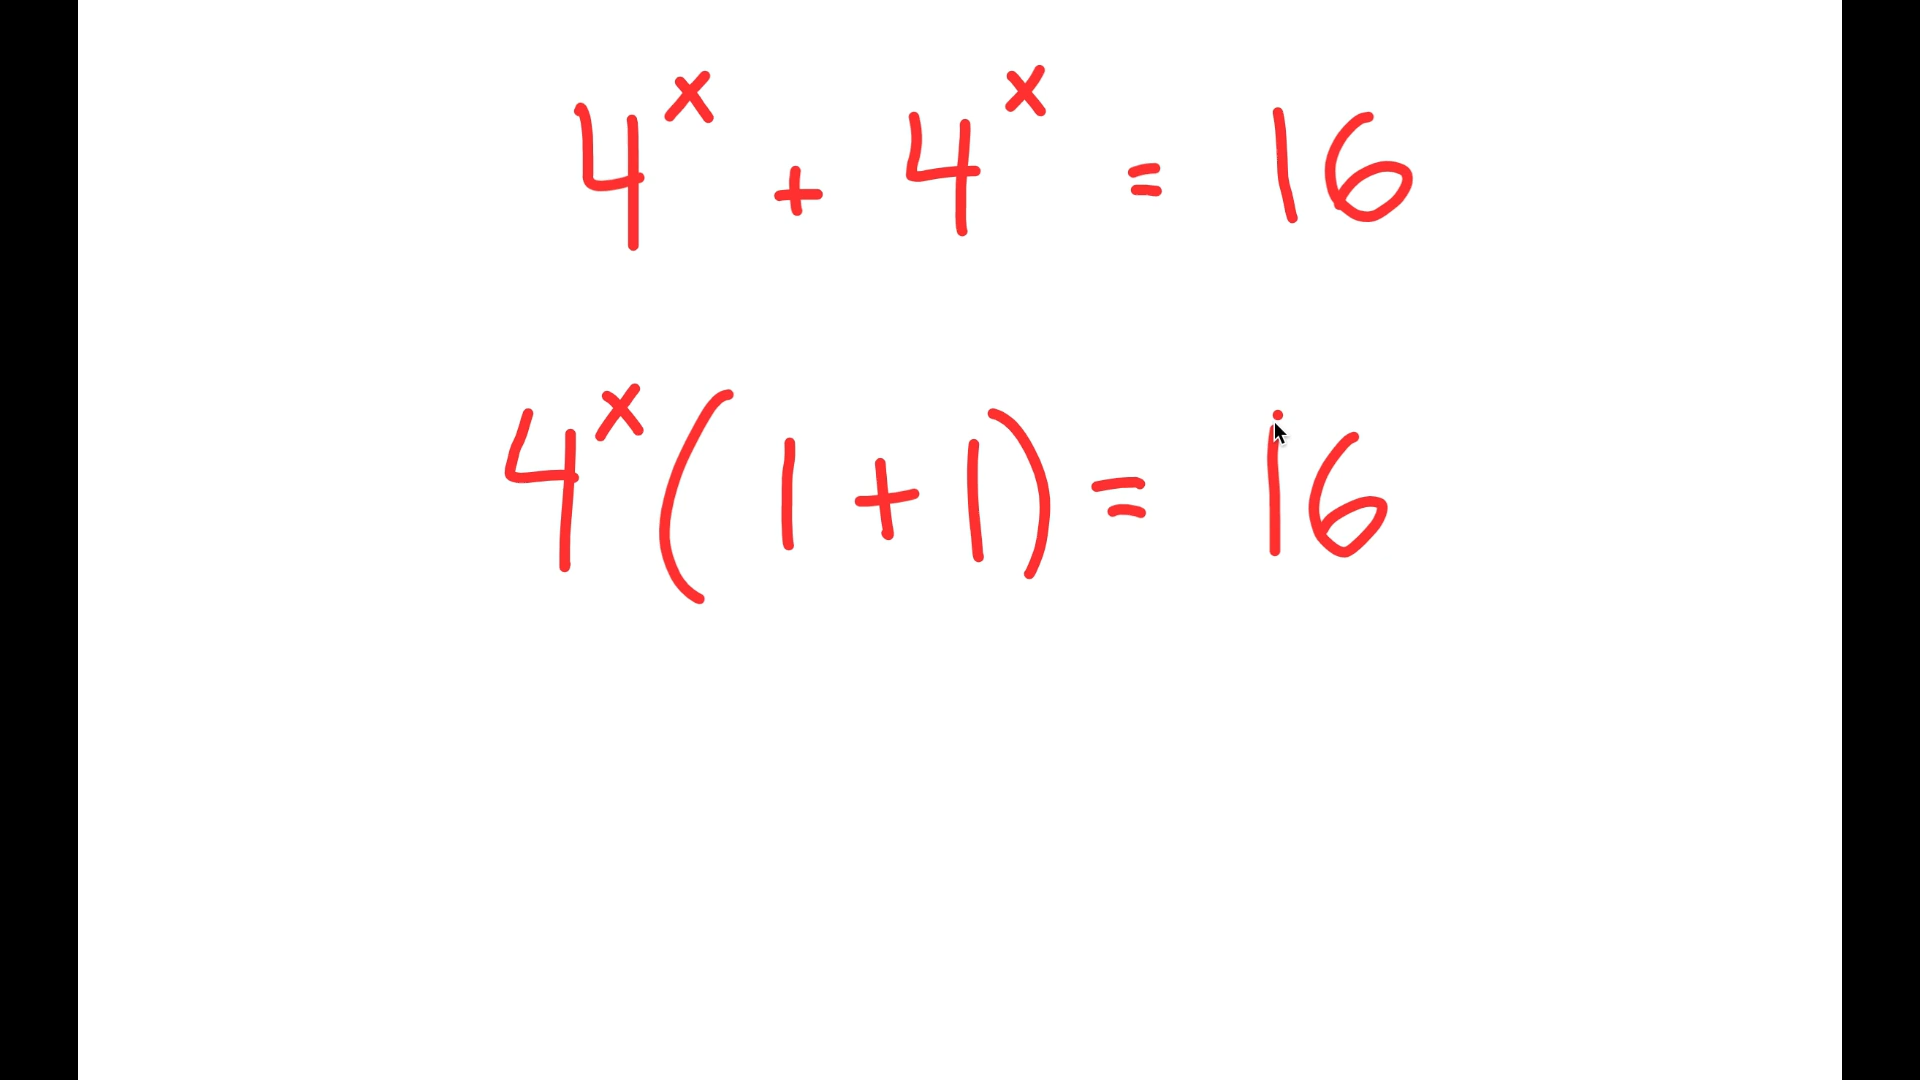 4^x + 4^x = 16
4^x (1 + 1) = 16